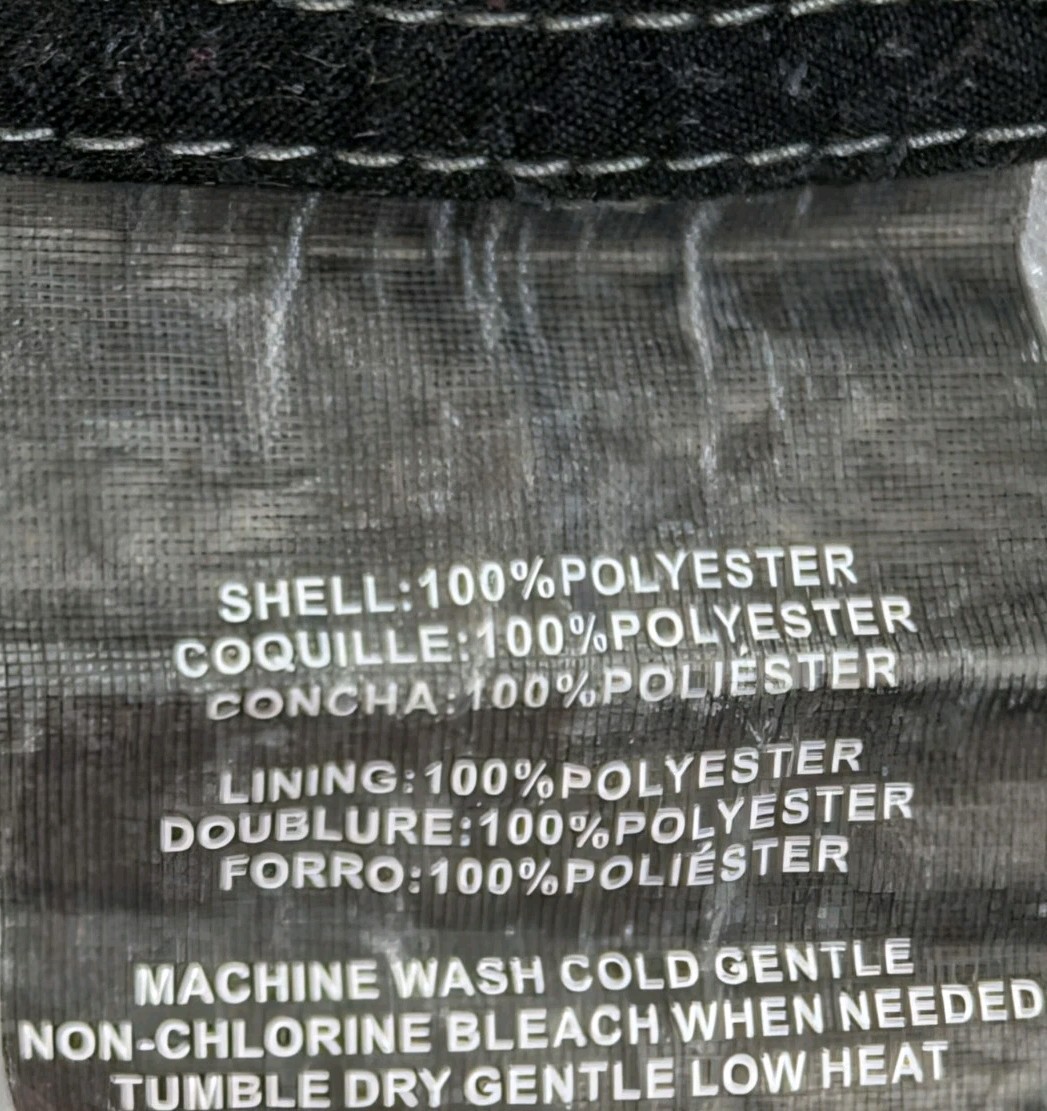 SHELL:100%POLYESTER
COQUILLE:100%POLYESTER
CONCHA:100%POLIÉSTER
LINING:100%POLYESTER
DOUBLURE:100%POLYESTER
FORRO:100%POLIÉSTER
MACHINE WASH COLD GENTLE
NON-CHLORINE BLEACH WHEN NEEDED
TUMBLE DRY GENTLE LOW HEAT